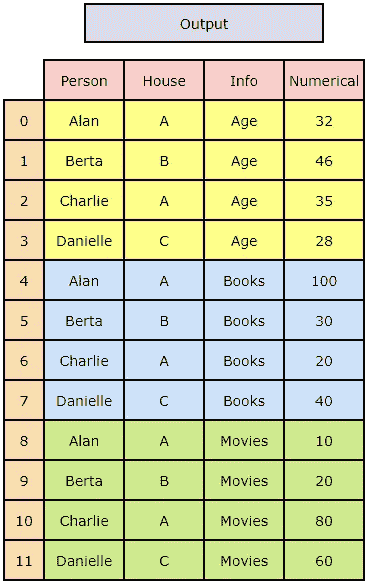 Output
Person House Info Numerical
0 Alan A Age 32
1 Berta B Age 46
2 Charlie A Age 35
3 Danielle C Age 28
4 Alan A Books 100
5 Berta B Books 30
6 Charlie A Books 20
7 Danielle C Books 40
8 Alan A Movies 10
9 Berta B Movies 20
10 Charlie A Movies 80
11 Danielle C Movies 60